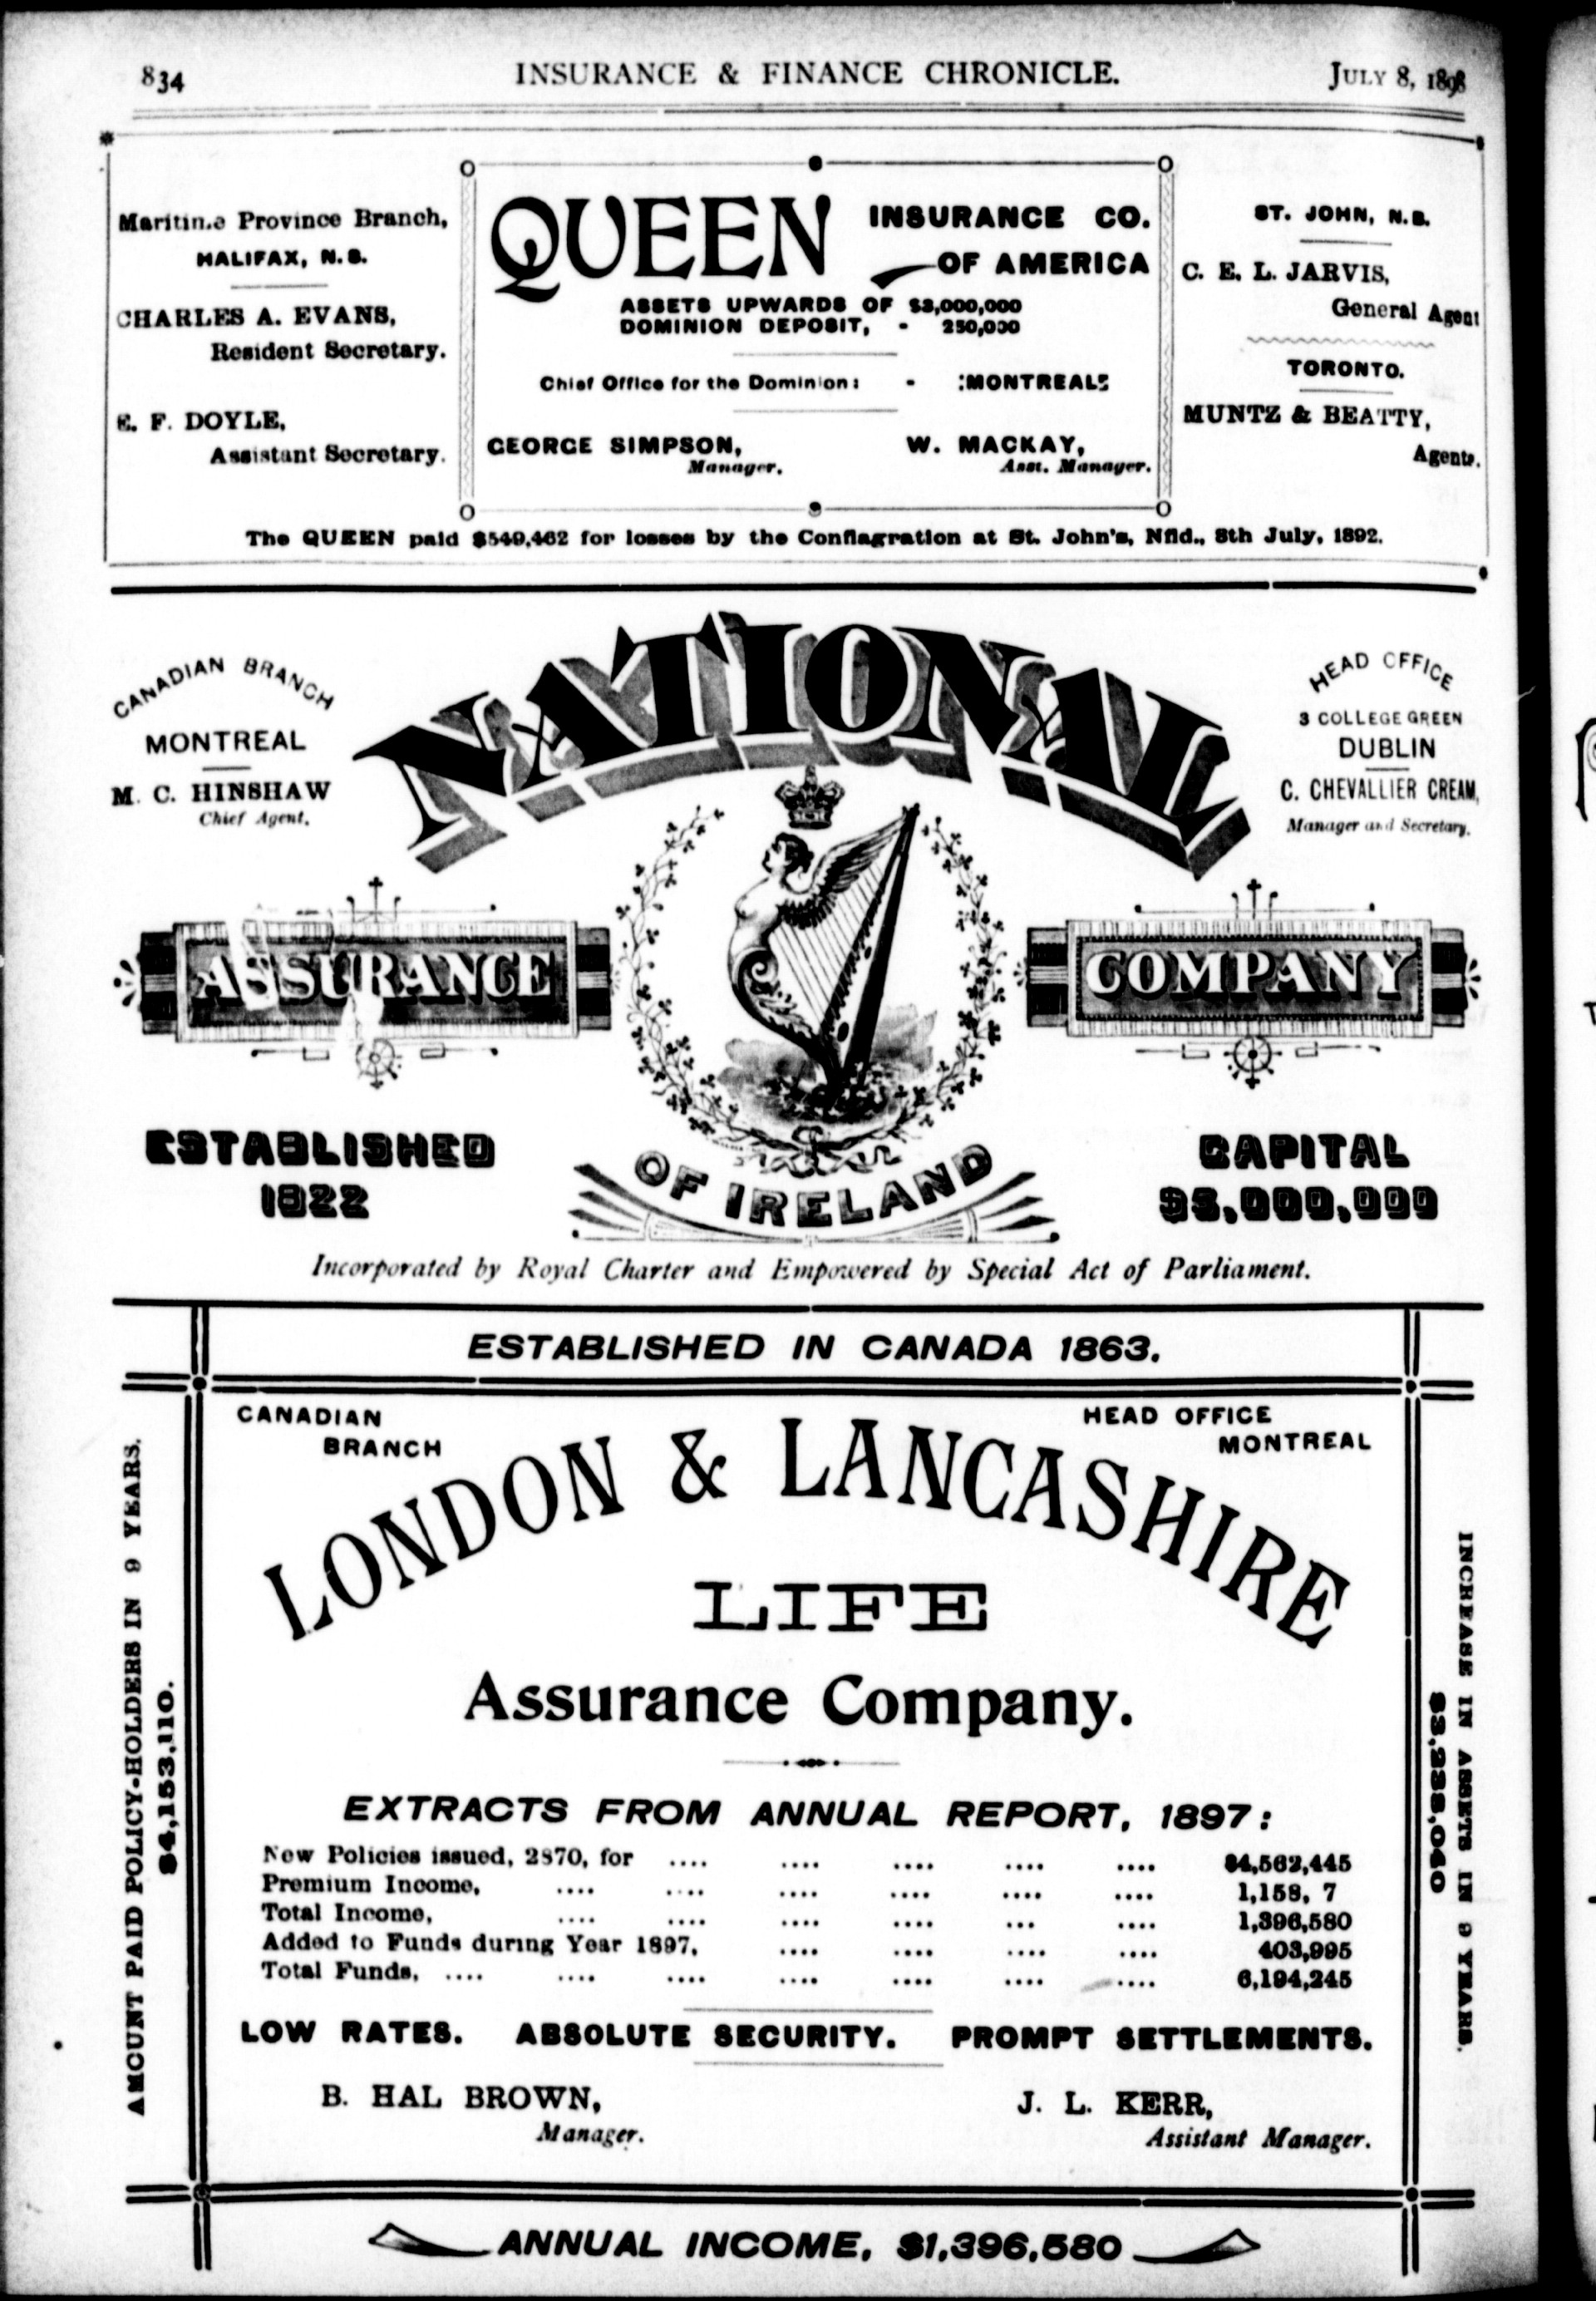 834 INSURANCE & FINANCE CHRONICLE. JULY 8, 1898
Maritime Province Branch,
HALIFAX, N.S.
CHARLES A. EVANS,
Resident Secretary.
E. F. DOYLE,
Assistant Secretary.
QUEEN INSURANCE CO.
OF AMERICA
ASSETS UPWARDS OF $3,000,000
DOMINION DEPOSIT, - 250,000
Chief Office for the Dominion: - MONTREAL
GEORGE SIMPSON,
Manager.
W. MACKAY,
Asst. Manager.
ST. JOHN, N.B.
C. E. L. JARVIS,
General Agent
TORONTO.
MUNTZ & BEATTY,
Agents.
The QUEEN paid $549,462 for losses by the Conflagration at St. John's, Nfld., 8th July, 1892.
CANADIAN BRANCH
MONTREAL
M. C. HINSHAW
Chief Agent.
NATIONAL
HEAD OFFICE
3 COLLEGE GREEN
DUBLIN
C. CHEVALLIER CREAM,
Manager and Secretary.
ASSURANCE COMPANY
ESTABLISHED
1822
OF IRELAND
CAPITAL
$5,000,000
Incorporated by Royal Charter and Empowered by Special Act of Parliament.
ESTABLISHED IN CANADA 1863.
CANADIAN
BRANCH
HEAD OFFICE
MONTREAL
LONDON & LANCASHIRE
LIFE
Assurance Company.
EXTRACTS FROM ANNUAL REPORT, 1897:
New Policies issued, 2870, for .... .... .... .... .... $4,562,445
Premium Income, .... .... .... .... .... .... 1,158, 7
Total Income, .... .... .... .... ... .... 1,396,580
Added to Funds during Year 1897, .... .... .... .... 403,995
Total Funds, .... .... .... .... .... .... .... 6,194,245
LOW RATES. ABSOLUTE SECURITY. PROMPT SETTLEMENTS.
B. HAL BROWN,
Manager.
J. L. KERR,
Assistant Manager.
AMOUNT PAID POLICY-HOLDERS IN 9 YEARS.
$4,153,110.
INCREASE IN ASSETS IN 9 YEARS.
$3,238,040
ANNUAL INCOME, $1,396,580